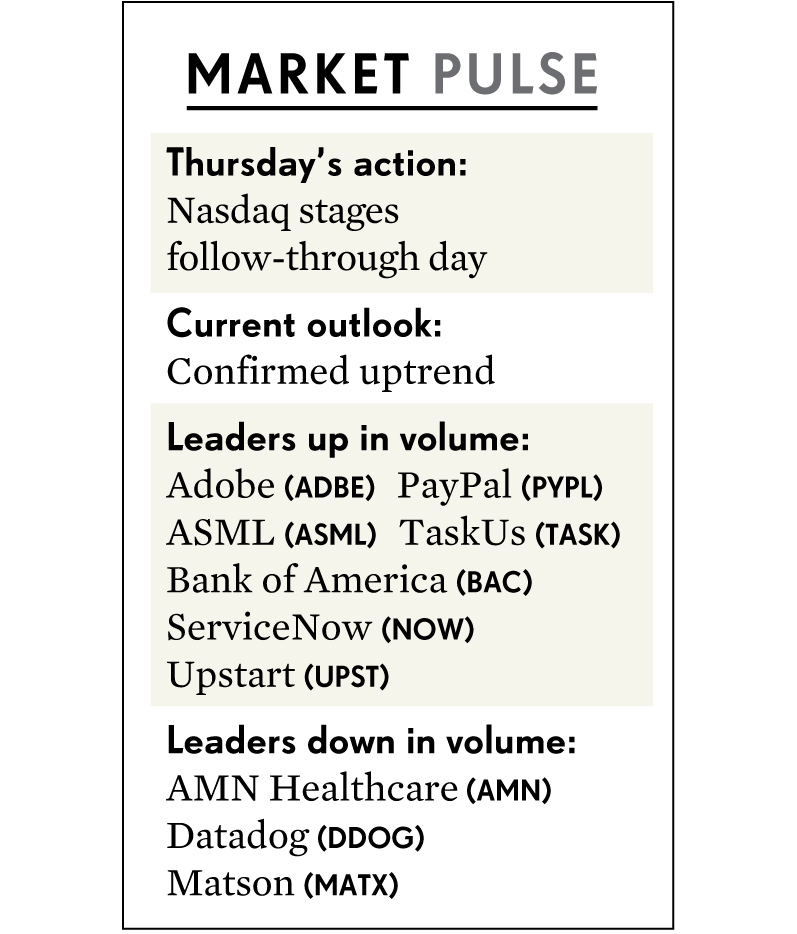 MARKET PULSE
Thursday’s action:
Nasdaq stages
follow-through day
Current outlook:
Confirmed uptrend
Leaders up in volume:
Adobe (ADBE) PayPal (PYPL)
ASML (ASML) TaskUs (TASK)
Bank of America (BAC)
ServiceNow (NOW)
Upstart (UPST)
Leaders down in volume:
AMN Healthcare (AMN)
Datadog (DDOG)
Matson (MATX)